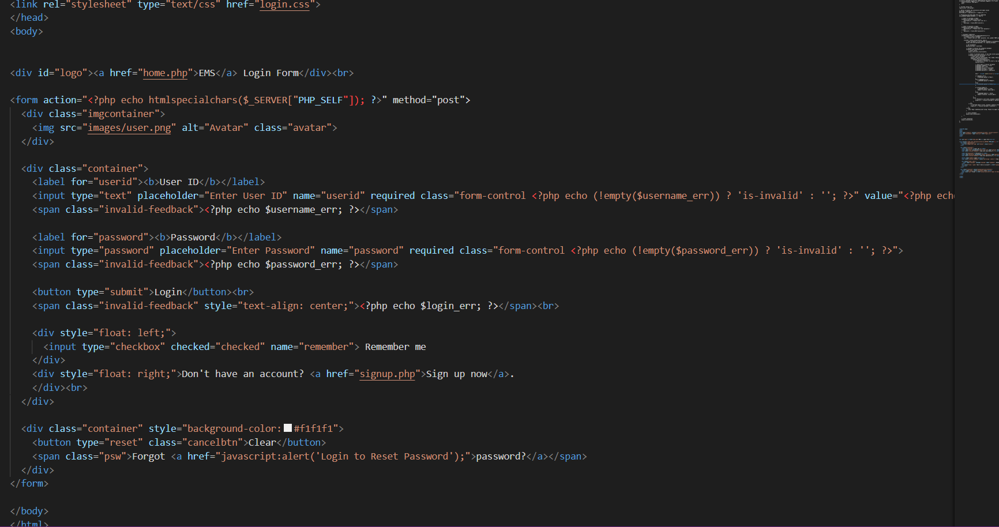 <link rel="stylesheet" type="text/css" href="login.css">
</head>
<body>
<div id="logo"><a href="home.php">EMS</a> Login Form</div><br>
<form action="<?php echo htmlspecialchars($_SERVER["PHP_SELF"]); ?>" method="post">
<div class="imgcontainer">
<img src="images/user.png" alt="Avatar" class="avatar">
</div>
<div class="container">
<label for="userid"><b>User ID</b></label>
<input type="text" placeholder="Enter User ID" name="userid" required class="form-control <?php echo (!empty($username_err)) ? 'is-invalid' : ''; ?>" value="<?php ech
<span class="invalid-feedback"><?php echo $username_err; ?></span>
<label for="password"><b>Password</b></label>
<input type="password" placeholder="Enter Password" name="password" required class="form-control <?php echo (!empty($password_err)) ? 'is-invalid' : ''; ?>">
<span class="invalid-feedback"><?php echo $password_err; ?></span>
<button type="submit">Login</button><br>
<span class="invalid-feedback" style="text-align: center;"><?php echo $login_err; ?></span><br>
<div style="float: left;">
<input type="checkbox" checked="checked" name="remember"> Remember me
</div>
<div style="float: right;">Don't have an account? <a href="signup.php">Sign up now</a>.
</div><br>
</div>
<div class="container" style="background-color:#f1f1f1">
<button type="reset" class="cancelbtn">Clear</button>
<span class="psw">Forgot <a href="javascript:alert('Login to Reset Password');">password?</a></span>
</div>
</form>
</body>
</html>